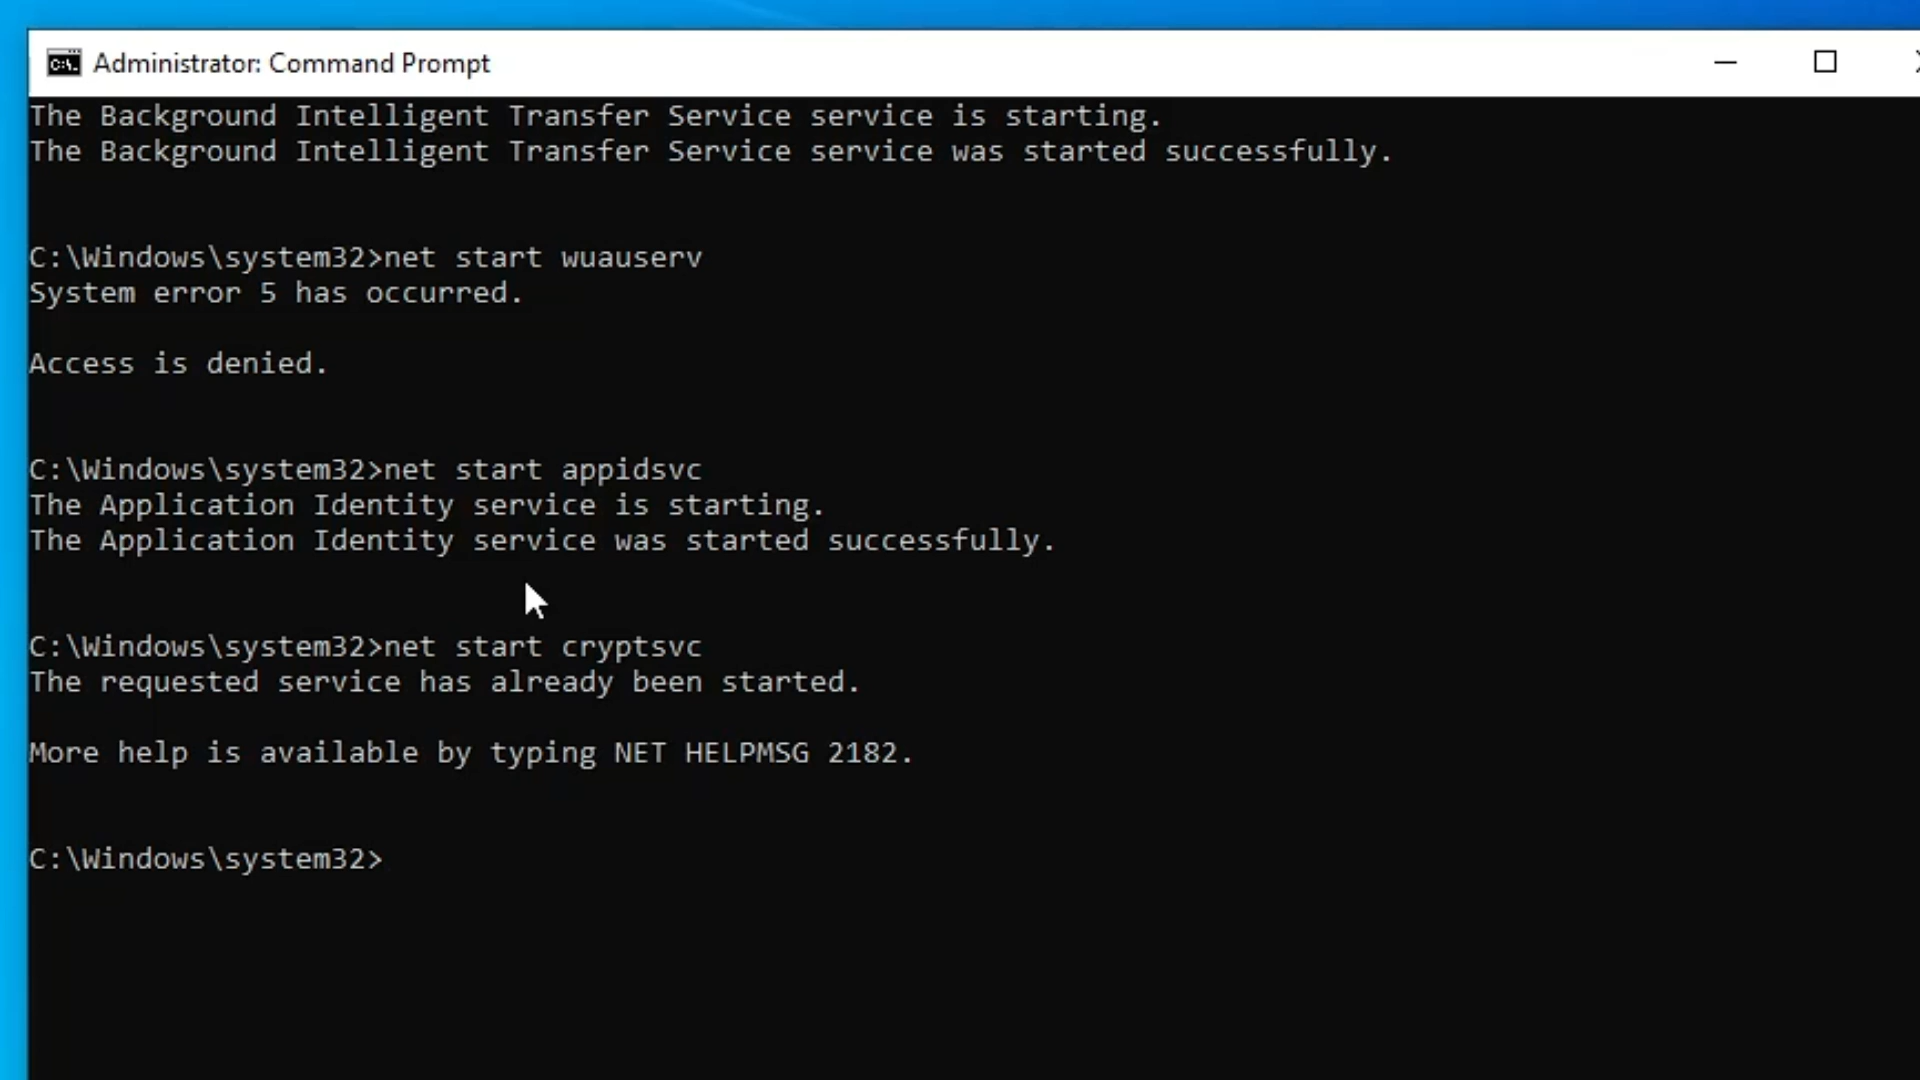 Administrator: Command Prompt
The Background Intelligent Transfer Service service is starting.
The Background Intelligent Transfer Service service was started successfully.
C:\Windows\system32>net start wuauserv
System error 5 has occurred.
Access is denied.
C:\Windows\system32>net start appidsvc
The Application Identity service is starting.
The Application Identity service was started successfully.
C:\Windows\system32>net start cryptsvc
The requested service has already been started.
More help is available by typing NET HELPMSG 2182.
C:\Windows\system32>